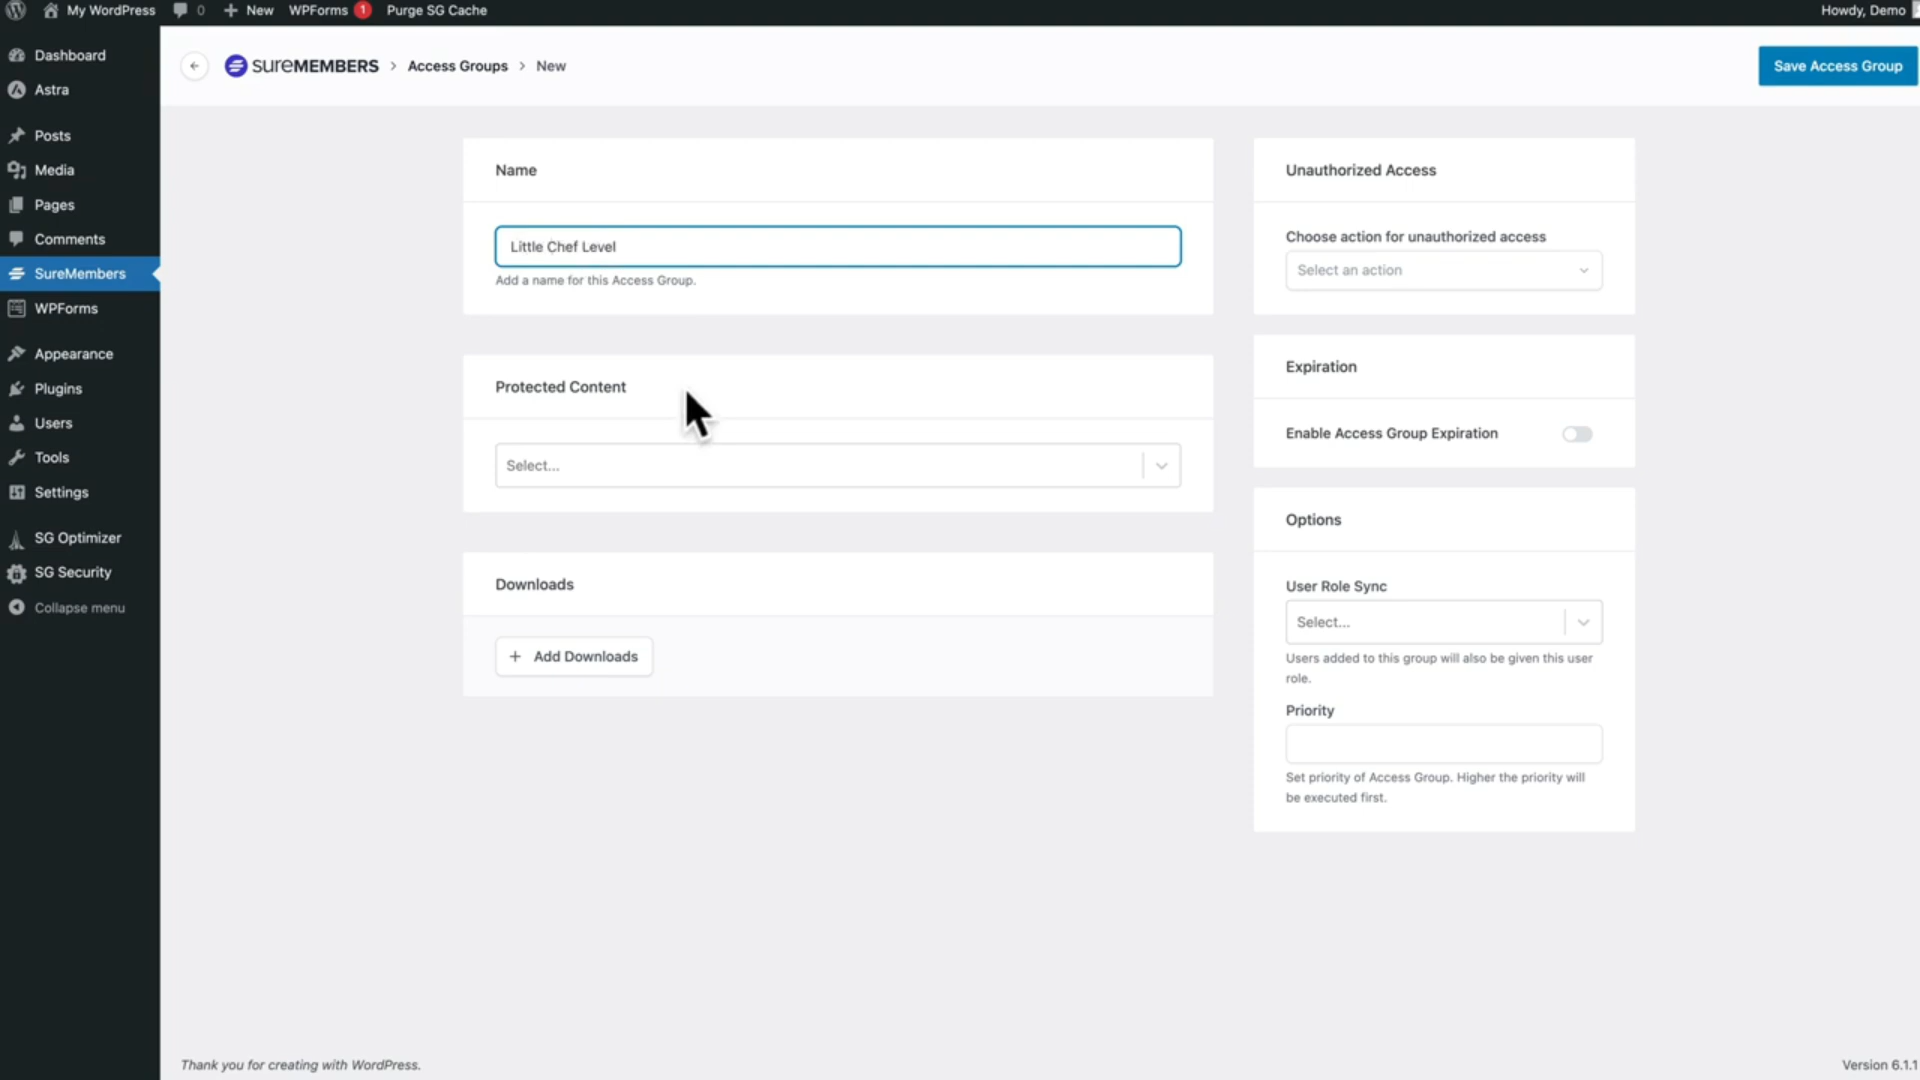 My WordPress
0
New
WPForms
1
Purge SG Cache
Howdy, Demo
Dashboard
Astra
Posts
Media
Pages
Comments
SureMembers
WPForms
Appearance
Plugins
Users
Tools
Settings
SG Optimizer
SG Security
Collapse menu
sureMEMBERS > Access Groups > New
Save Access Group
Name
Little Chef Level
Add a name for this Access Group.
Protected Content
Select...
Downloads
+ Add Downloads
Unauthorized Access
Choose action for unauthorized access
Select an action
Expiration
Enable Access Group Expiration
Options
User Role Sync
Select...
Users added to this group will also be given this user
role.
Priority
Set priority of Access Group. Higher the priority will
be executed first.
Thank you for creating with WordPress.
Version 6.1.1